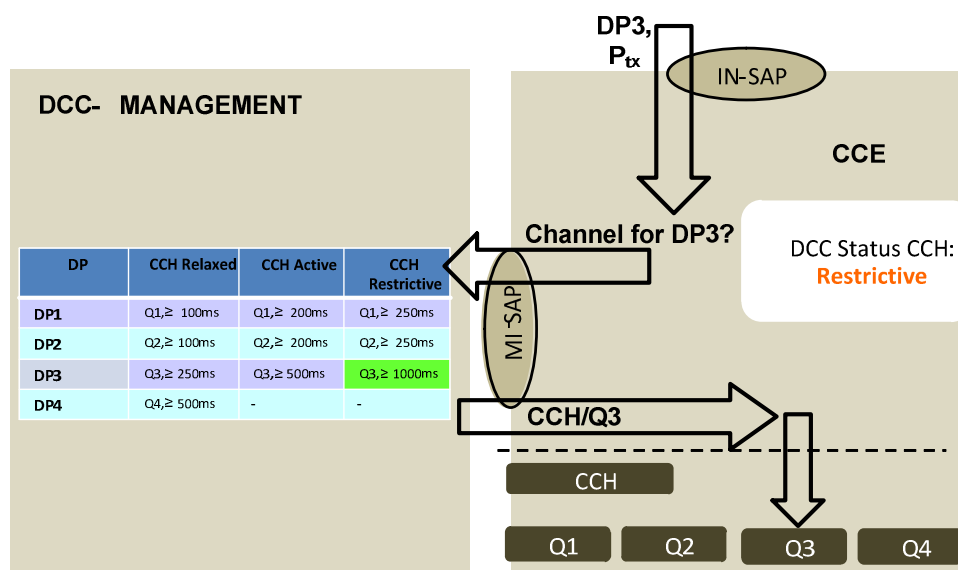 DP3,
Ptx
IN-SAP
DCC- MANAGEMENT
CCE
Channel for DP3?
DCC Status CCH:
Restrictive
DP CCH Relaxed CCH Active CCH
Restrictive
DP1 Q1,≥ 100ms Q1,≥ 200ms Q1,≥ 250ms
DP2 Q2,≥ 100ms Q2,≥ 200ms Q2,≥ 250ms
DP3 Q3,≥ 250ms Q3,≥ 500ms Q3,≥ 1000ms
DP4 Q4,≥ 500ms - -
MI-SAP
CCH/Q3
CCH
Q1 Q2 Q3 Q4